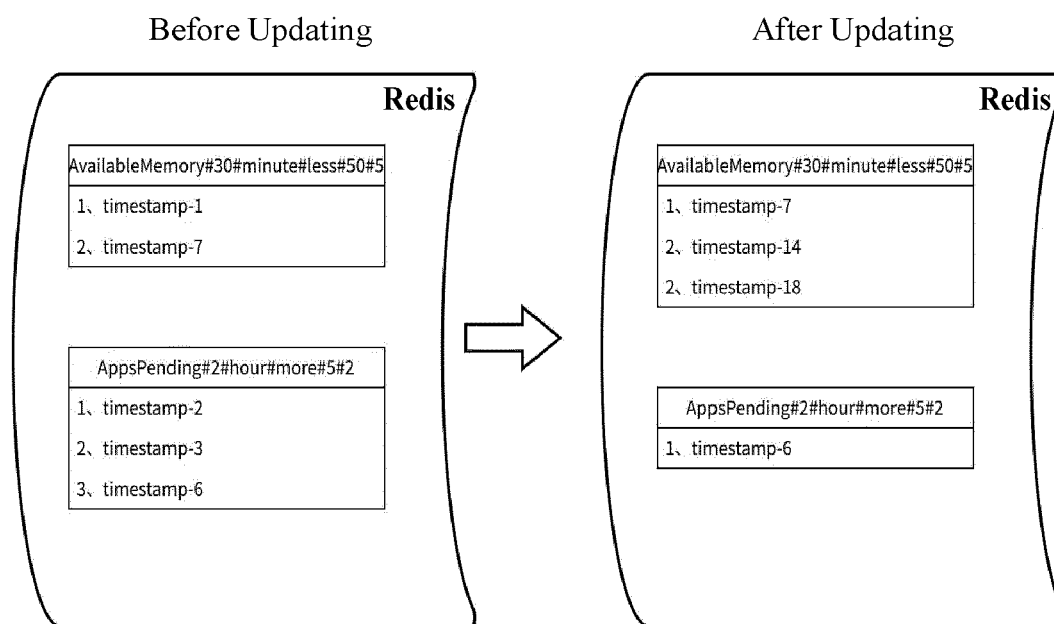 Before Updating
Redis
AvailableMemory#30#minute#less#50#5
1、timestamp-1
2、timestamp-7
AppsPending#2#hour#more#5#2
1、timestamp-2
2、timestamp-3
3、timestamp-6
After Updating
Redis
AvailableMemory#30#minute#less#50#5
1、timestamp-7
2、timestamp-14
2、timestamp-18
AppsPending#2#hour#more#5#2
1、timestamp-6